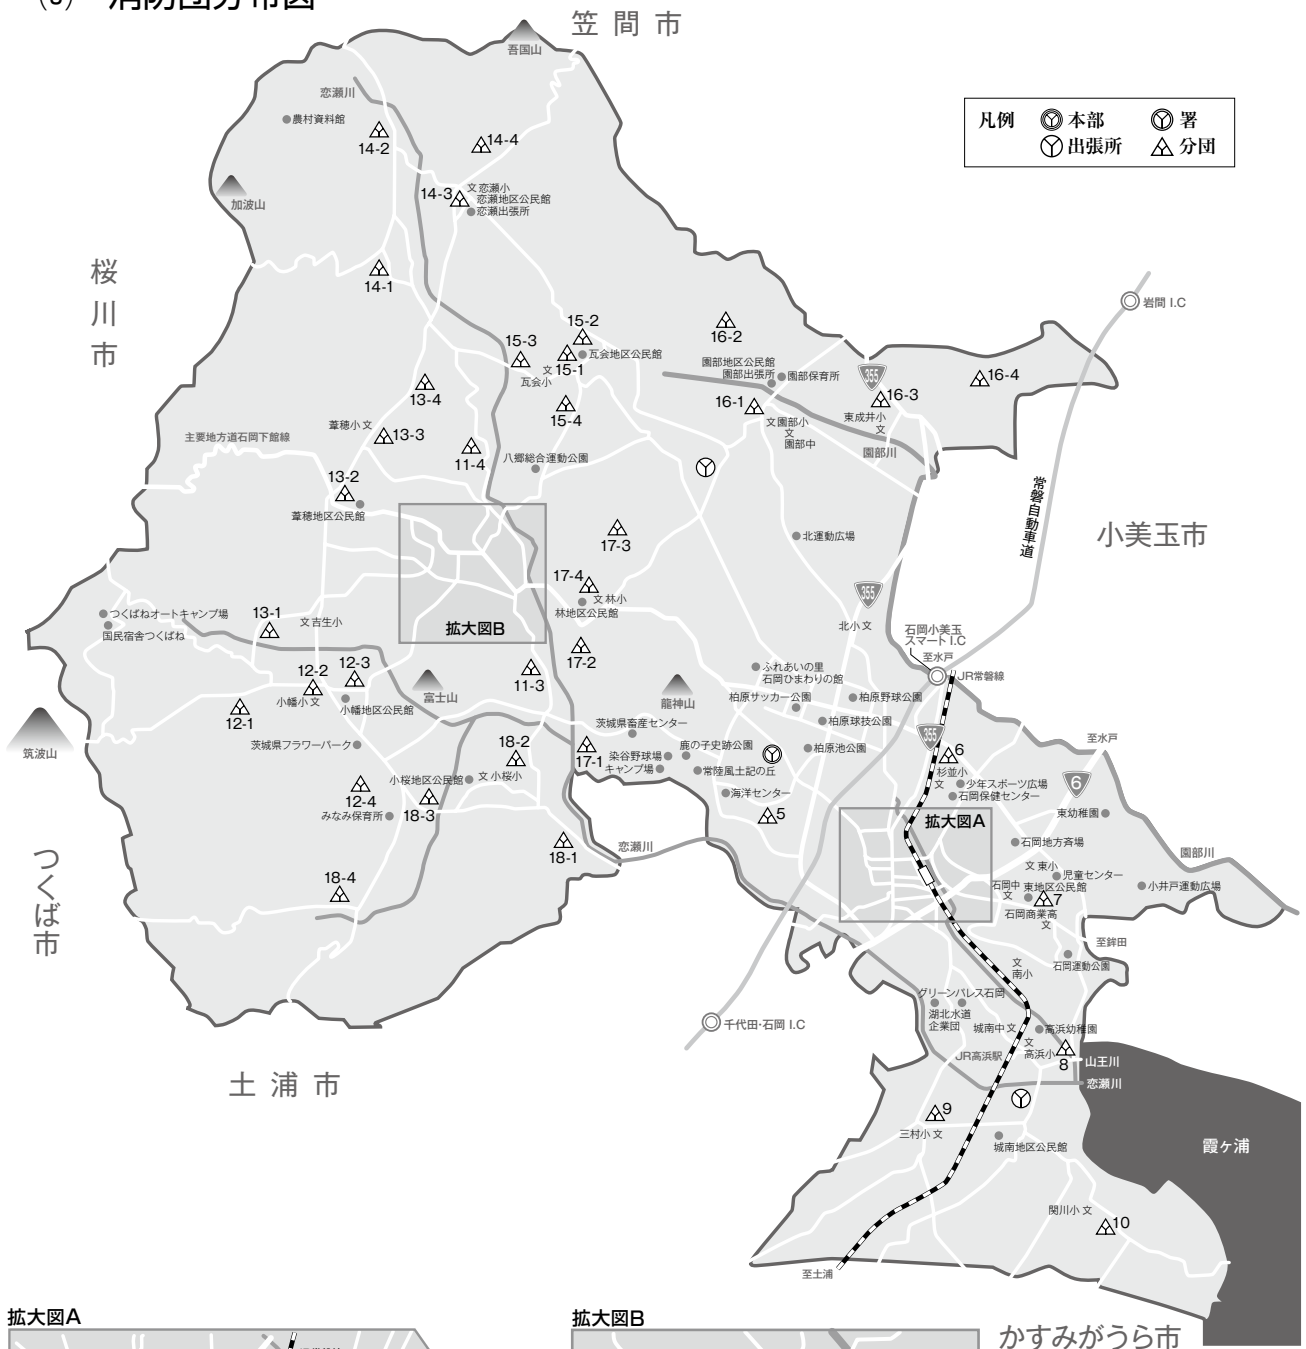 消防団分布図
笠間市
吾国山
凡例
本部
署
出張所
分団
恋瀬川
農村資料館
14-2
14-4
14-3
文 恋瀬小
恋瀬地区公民館
恋瀬出張所
加波山
桜川市
14-1
岩間 I.C
15-2
15-3
瓦会地区公民館
15-1
文
瓦会小
16-2
園部地区公民館
園部出張所
園部保育所
355
16-3
16-4
13-4
15-4
16-1
文園部小
文
園部中
東成井小
文
園部川
葦穂小 文
13-3
主要地方道石岡下館線
11-4
八郷総合運動公園
13-2
葦穂地区公民館
常磐自動車道
小美玉市
17-3
北運動広場
17-4
文 林小
林地区公民館
355
つくばねオートキャンプ場
国民宿舎つくばね
13-1
文吉生小
拡大図B
北小 文
石岡小美玉
スマート I.C
至水戸
JR常磐線
17-2
12-2
12-3
11-3
小幡小 文
小幡地区公民館
富士山
龍神山
ふれあいの里
石岡ひまわりの館
柏原サッカー公園
柏原野球公園
12-1
柏原球技公園
茨城県畜産センター
355
至水戸
筑波山
茨城県フラワーパーク
18-2
17-1
染谷野球場
キャンプ場
鹿の子史跡公園
常陸風土記の丘
柏原池公園
6
杉並小
文
少年スポーツ広場
石岡保健センター
6
小桜地区公民館
文 小桜小
12-4
みなみ保育所
18-3
海洋センター
5
拡大図A
東幼稚園
石岡地方斎場
18-1
恋瀬川
園部川
文 東小
児童センター
つくば市
18-4
石岡中
文
東地区公民館
7
石岡商業高
文
小井戸運動広場
至鉾田
文
南小
石岡運動公園
グリーンパレス石岡
湖北水道
企業団
千代田・石岡 I.C
城南中 文
高浜幼稚園
文
高浜小
JR高浜駅
8
山王川
恋瀬川
土浦市
9
三村小 文
城南地区公民館
霞ヶ浦
関川小 文
10
至土浦
拡大図A
拡大図B
かすみがうら市